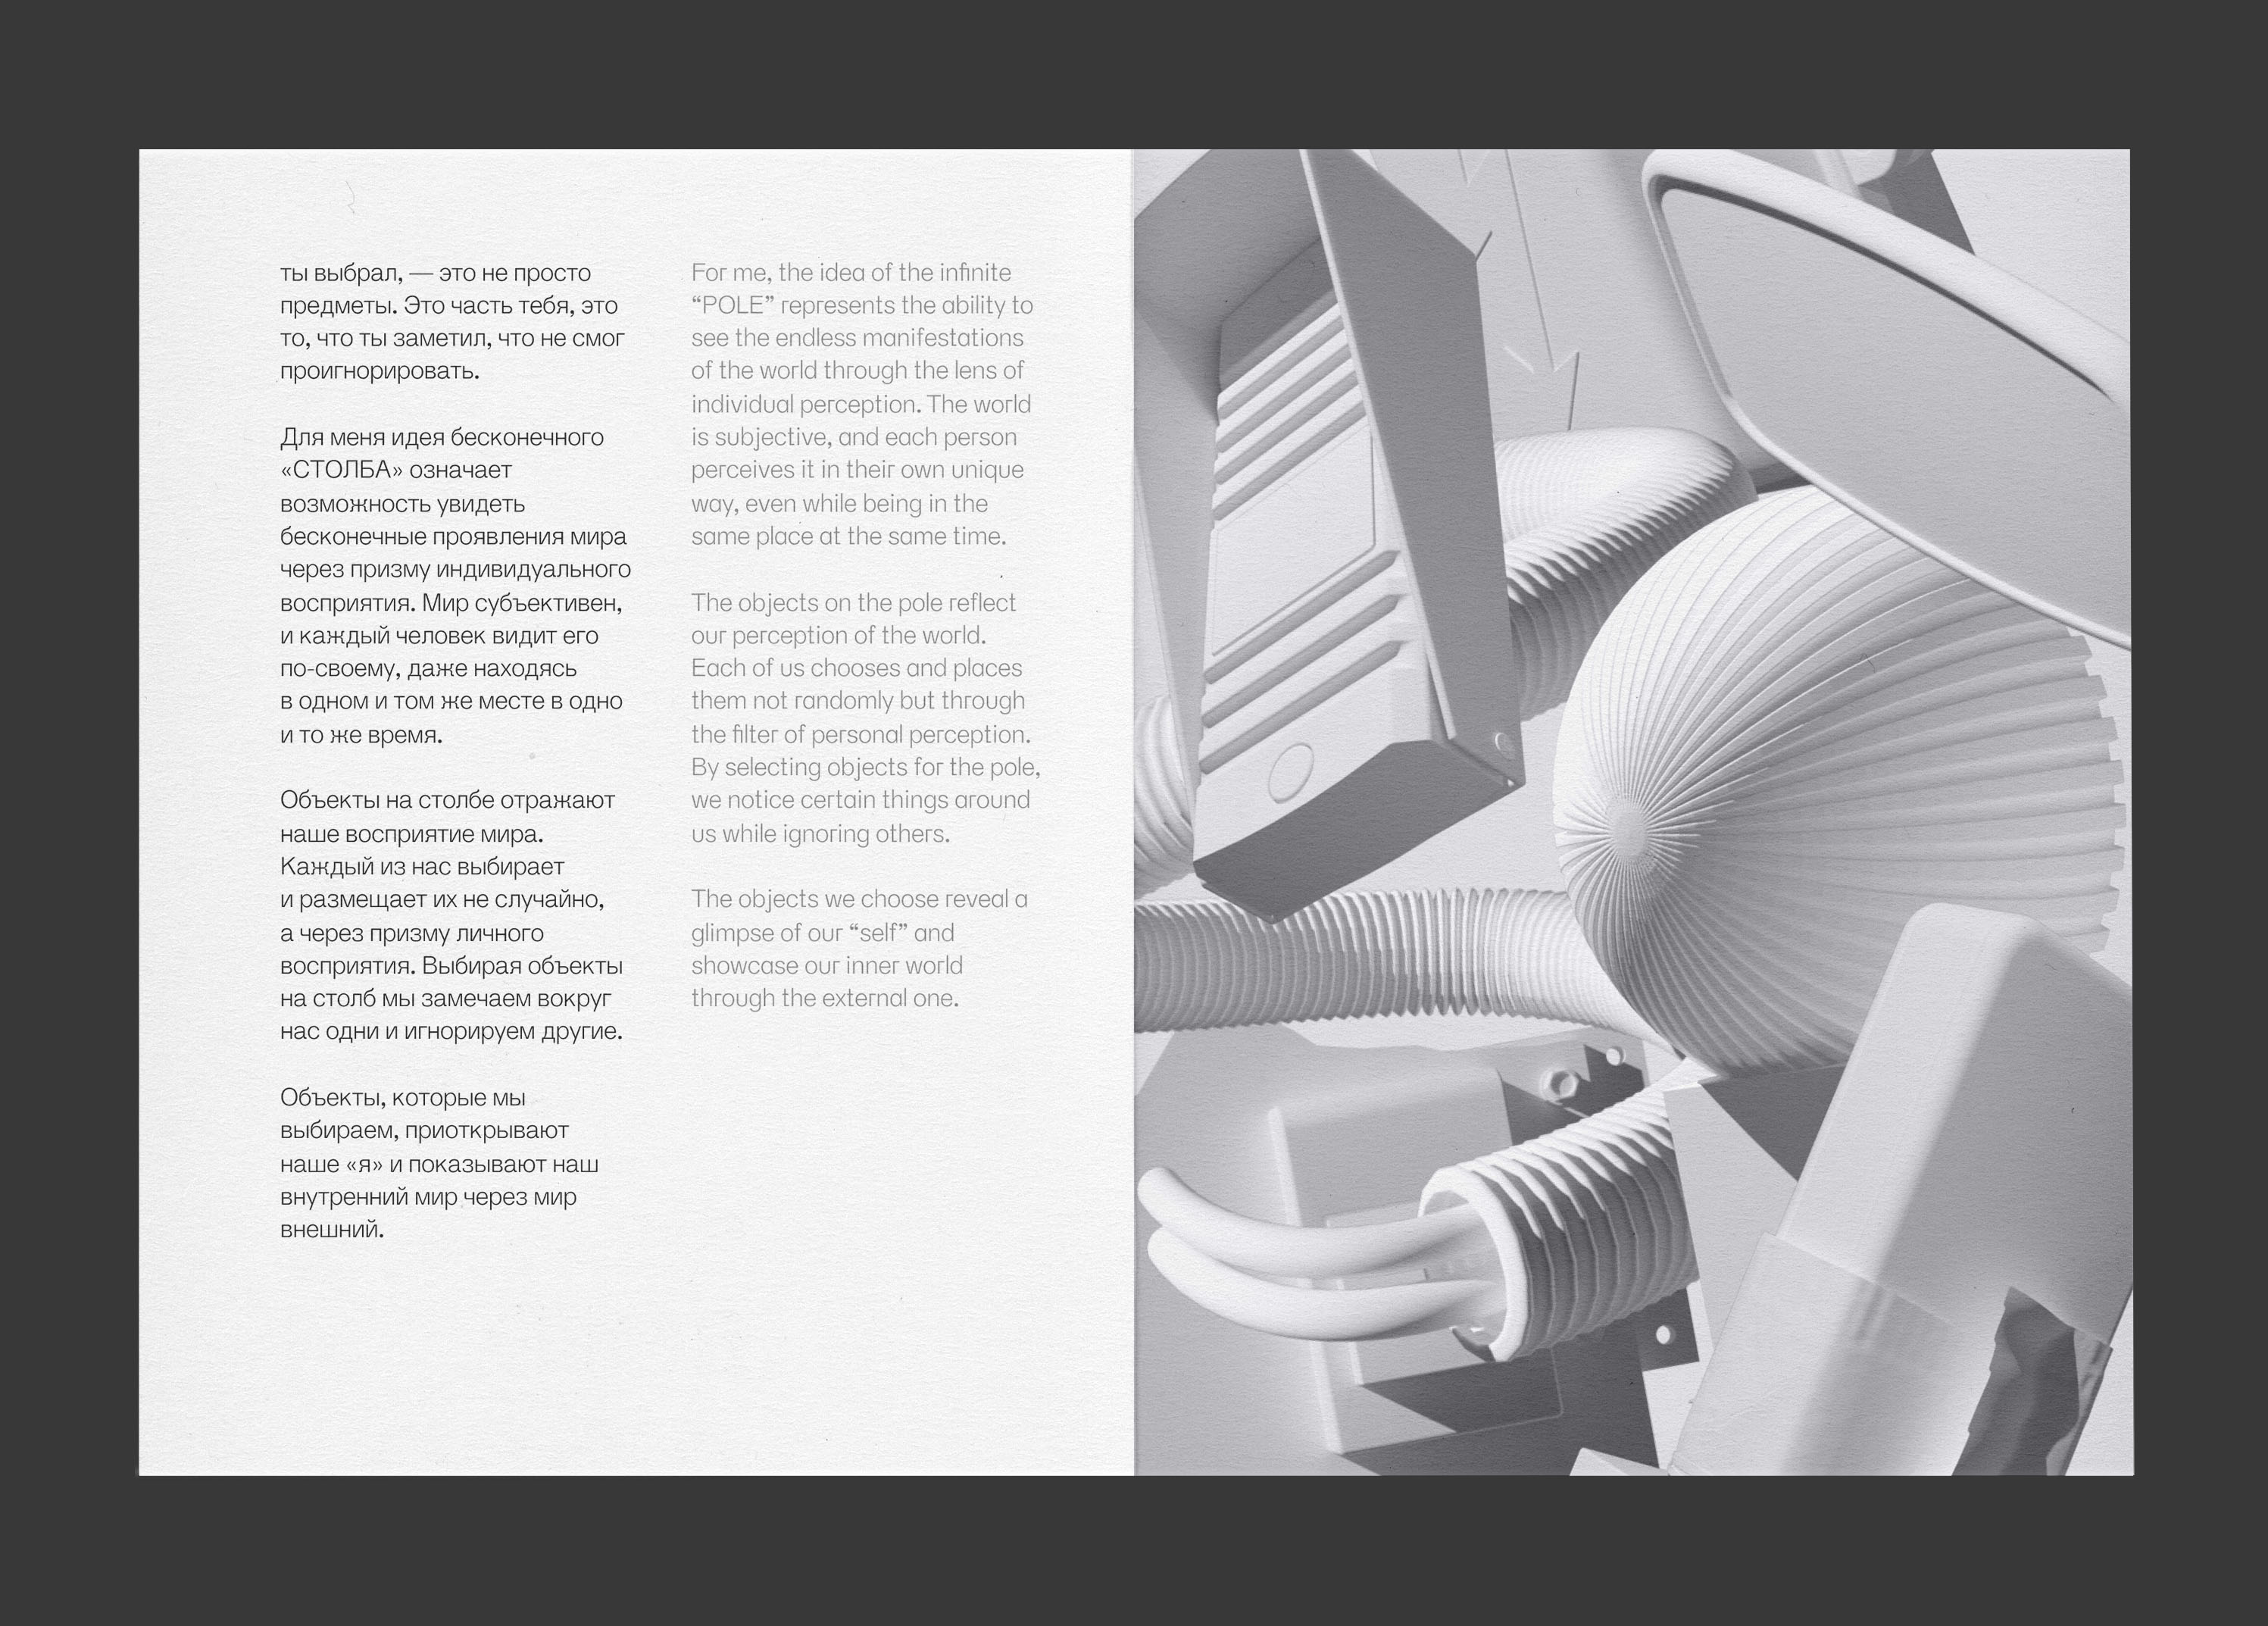 ты выбрал, — это не просто
предметы. Это часть тебя, это
то, что ты заметил, что не смог
проигнорировать.
Для меня идея бесконечного
«СТОЛБА» означает
возможность увидеть
бесконечные проявления мира
через призму индивидуального
восприятия. Мир субъективен,
и каждый человек видит его
по-своему, даже находясь
в одном и том же месте в одно
и то же время.
Объекты на столбе отражают
наше восприятие мира.
Каждый из нас выбирает
и размещает их не случайно,
а через призму личного
восприятия. Выбирая объекты
на столб мы замечаем вокруг
нас одни и игнорируем другие.
Объекты, которые мы
выбираем, приоткрывают
наше «я» и показывают наш
внутренний мир через мир
внешний.
For me, the idea of the infinite
“POLE” represents the ability to
see the endless manifestations
of the world through the lens of
individual perception. The world
is subjective, and each person
perceives it in their own unique
way, even while being in the
same place at the same time.
The objects on the pole reflect
our perception of the world.
Each of us chooses and places
them not randomly but through
the filter of personal perception.
By selecting objects for the pole,
we notice certain things around
us while ignoring others.
The objects we choose reveal a
glimpse of our “self” and
showcase our inner world
through the external one.